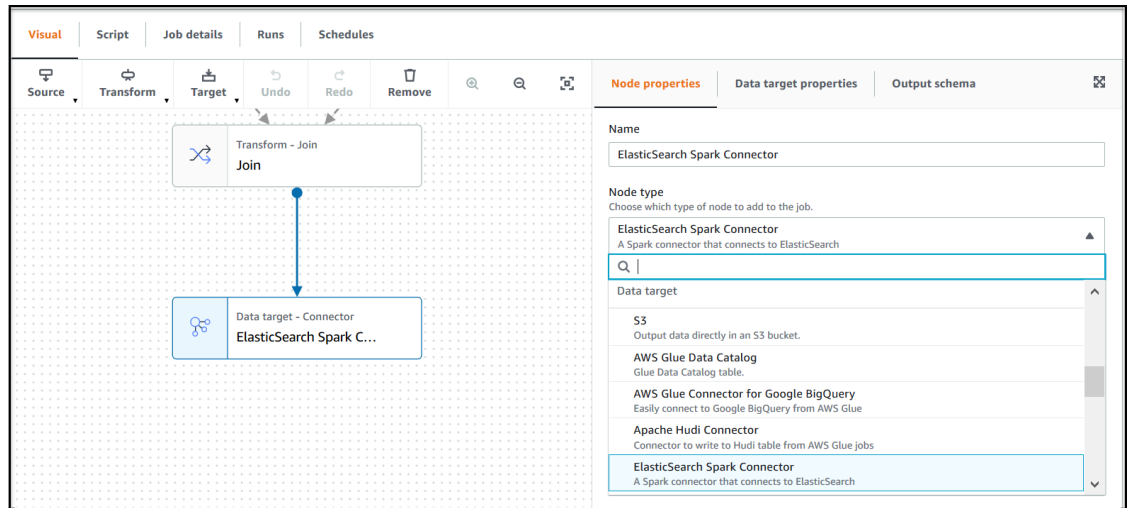 Visual Script Job details Runs Schedules
Source Transform Target Undo Redo Remove
Node properties Data target properties Output schema
Transform - Join
Join
Data target - Connector
ElasticSearch Spark C...
Name
ElasticSearch Spark Connector
Node type
Choose which type of node to add to the job.
ElasticSearch Spark Connector
A Spark connector that connects to ElasticSearch
Data target
S3
Output data directly in an S3 bucket.
AWS Glue Data Catalog
Glue Data Catalog table.
AWS Glue Connector for Google BigQuery
Easily connect to Google BigQuery from AWS Glue
Apache Hudi Connector
Connector to write to Hudi table from AWS Glue jobs
ElasticSearch Spark Connector
A Spark connector that connects to ElasticSearch